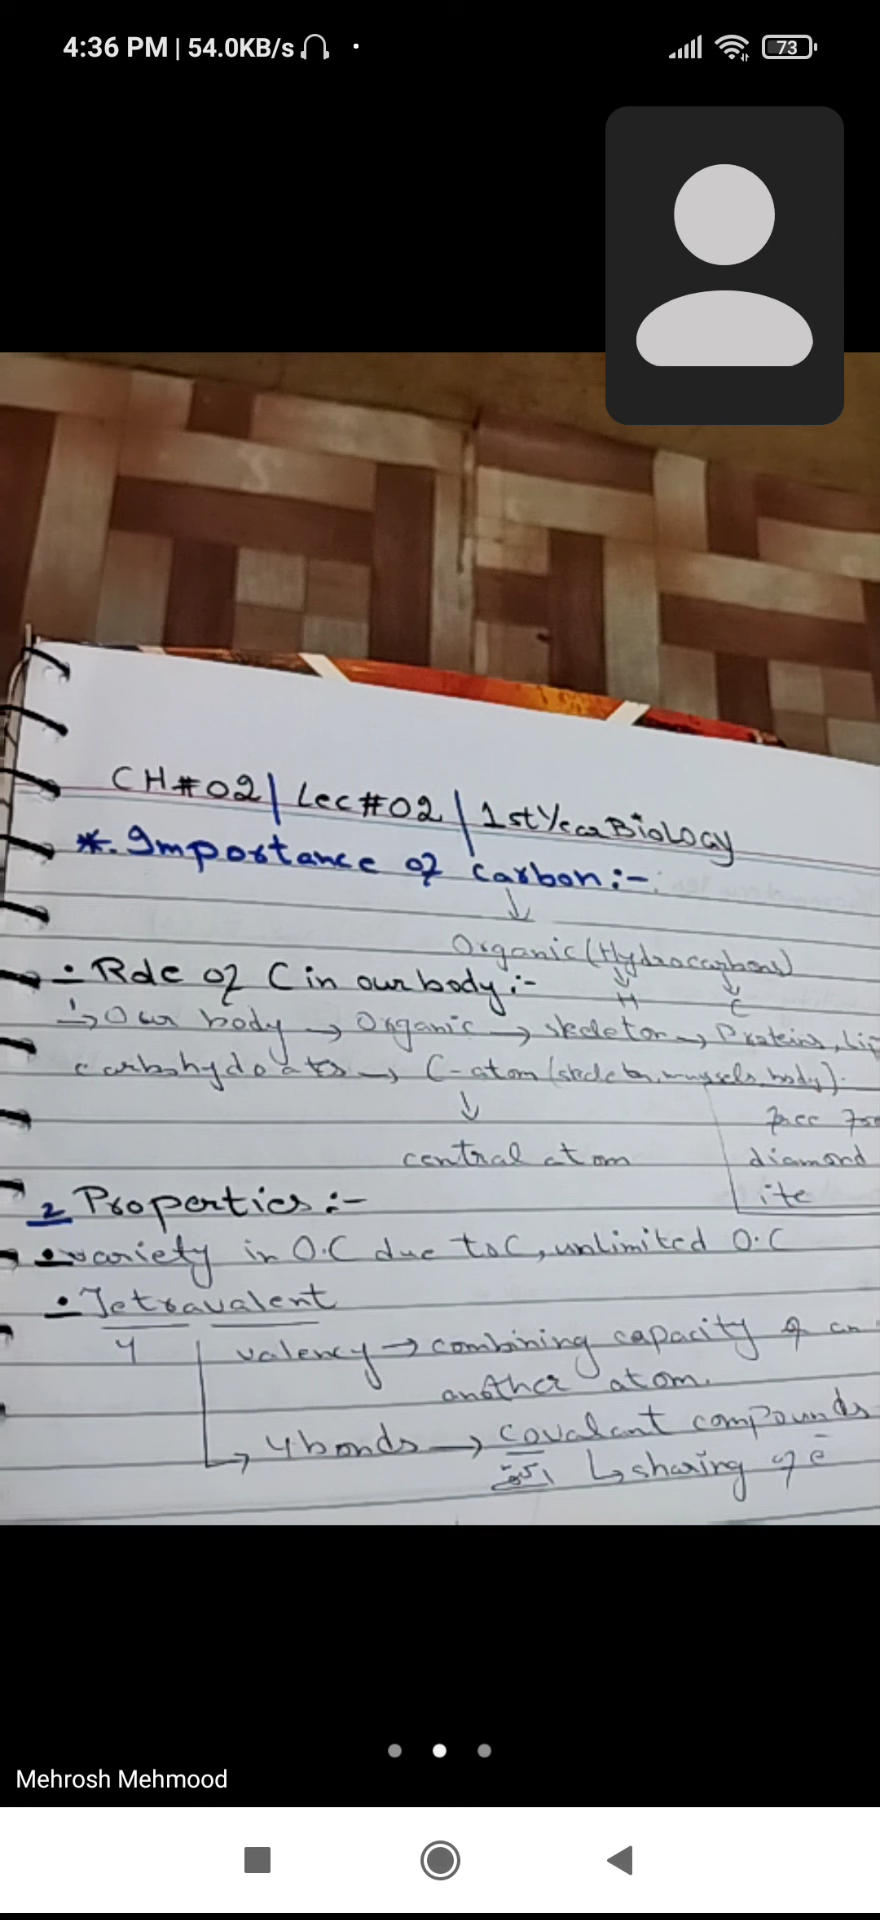 4:36 PM | 54.0KB/s
73
CH#02 | Lec#02 | 1st Year Biology
*. Importance of carbon:-
↓
Organic (Hydrocarbons)
↓ ↓
H C
Role of C in our body:-
↳ Our body → Organic → skeleton → Proteins, Lip
carbohydrates → C-atom (skeleton, mussels, body).
↓
central atom
diamond
ite
2 Properties:-
• variety in O.C due to C, unlimited O.C
• Tetravalent
4 valency → combining capacity of an
another atom.
↳ 4 bonds → covalant compounds
↳ sharing of e⁻
Mehrosh Mehmood